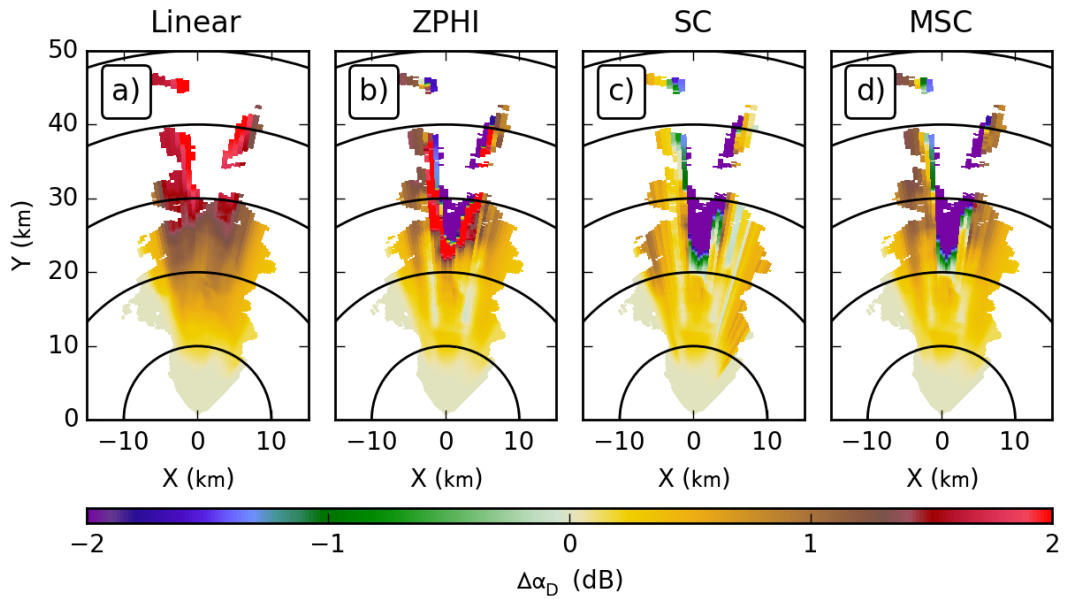 Linear ZPHI SC MSC
50
40
30
20
10
0
Y (km)
a) b) c) d)
−10 0 10 −10 0 10 −10 0 10 −10 0 10
X (km) X (km) X (km) X (km)
−2 −1 0 1 2
Δα_D (dB)